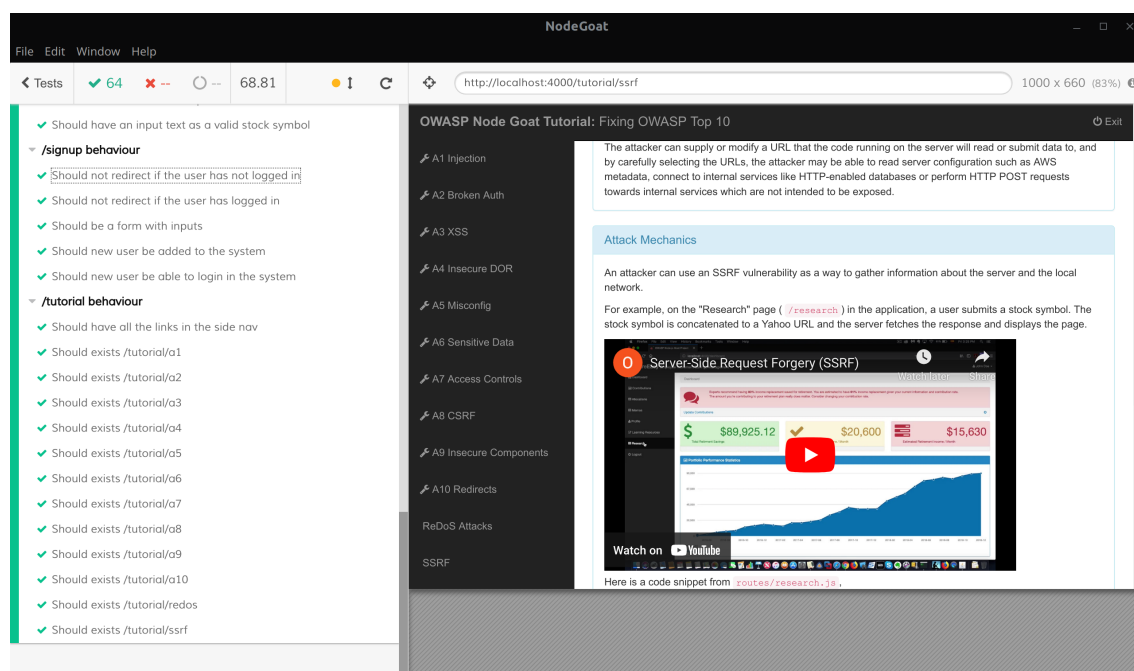 NodeGoat
File Edit Window Help
Tests 64 -- -- 68.81
http://localhost:4000/tutorial/ssrf 1000 x 660 (83%)
Should have an input text as a valid stock symbol
/signup behaviour
Should not redirect if the user has not logged in
Should not redirect if the user has logged in
Should be a form with inputs
Should new user be added to the system
Should new user be able to login in the system
/tutorial behaviour
Should have all the links in the side nav
Should exists /tutorial/a1
Should exists /tutorial/a2
Should exists /tutorial/a3
Should exists /tutorial/a4
Should exists /tutorial/a5
Should exists /tutorial/a6
Should exists /tutorial/a7
Should exists /tutorial/a8
Should exists /tutorial/a9
Should exists /tutorial/a10
Should exists /tutorial/redos
Should exists /tutorial/ssrf
OWASP Node Goat Tutorial: Fixing OWASP Top 10
Exit
A1 Injection
A2 Broken Auth
A3 XSS
A4 Insecure DOR
A5 Misconfig
A6 Sensitive Data
A7 Access Controls
A8 CSRF
A9 Insecure Components
A10 Redirects
ReDoS Attacks
SSRF
The attacker can supply or modify a URL that the code running on the server will read or submit data to, and
by carefully selecting the URLs, the attacker may be able to read server configuration such as AWS
metadata, connect to internal services like HTTP-enabled databases or perform HTTP POST requests
towards internal services which are not intended to be exposed.
Attack Mechanics
An attacker can use an SSRF vulnerability as a way to gather information about the server and the local
network.
For example, on the "Research" page ( /research ) in the application, a user submits a stock symbol. The
stock symbol is concatenated to a Yahoo URL and the server fetches the response and displays the page.
O Server-Side Request Forgery (SSRF)
Watch later Share
$89,925.12 $20,600 $15,630
Watch on YouTube
Here is a code snippet from routes/research.js ,